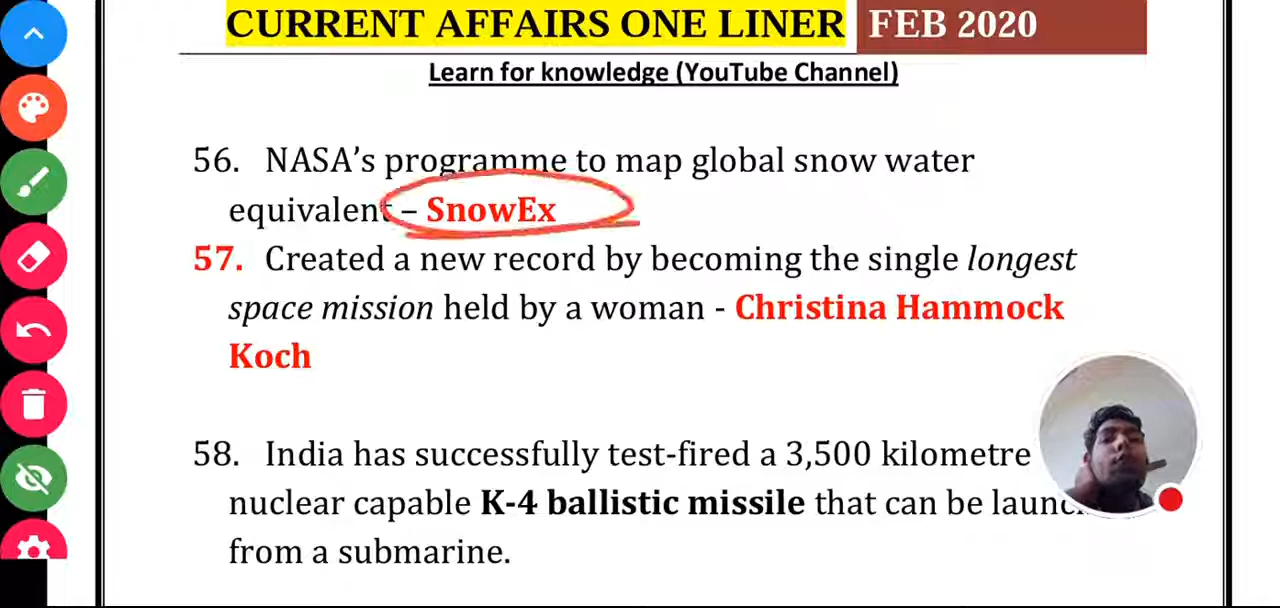 CURRENT AFFAIRS ONE LINER FEB 2020
Learn for knowledge (YouTube Channel)
56. NASA’s programme to map global snow water
equivalent – SnowEx
57. Created a new record by becoming the single longest
space mission held by a woman - Christina Hammock
Koch
58. India has successfully test-fired a 3,500 kilometre
nuclear capable K-4 ballistic missile that can be
from a submarine.